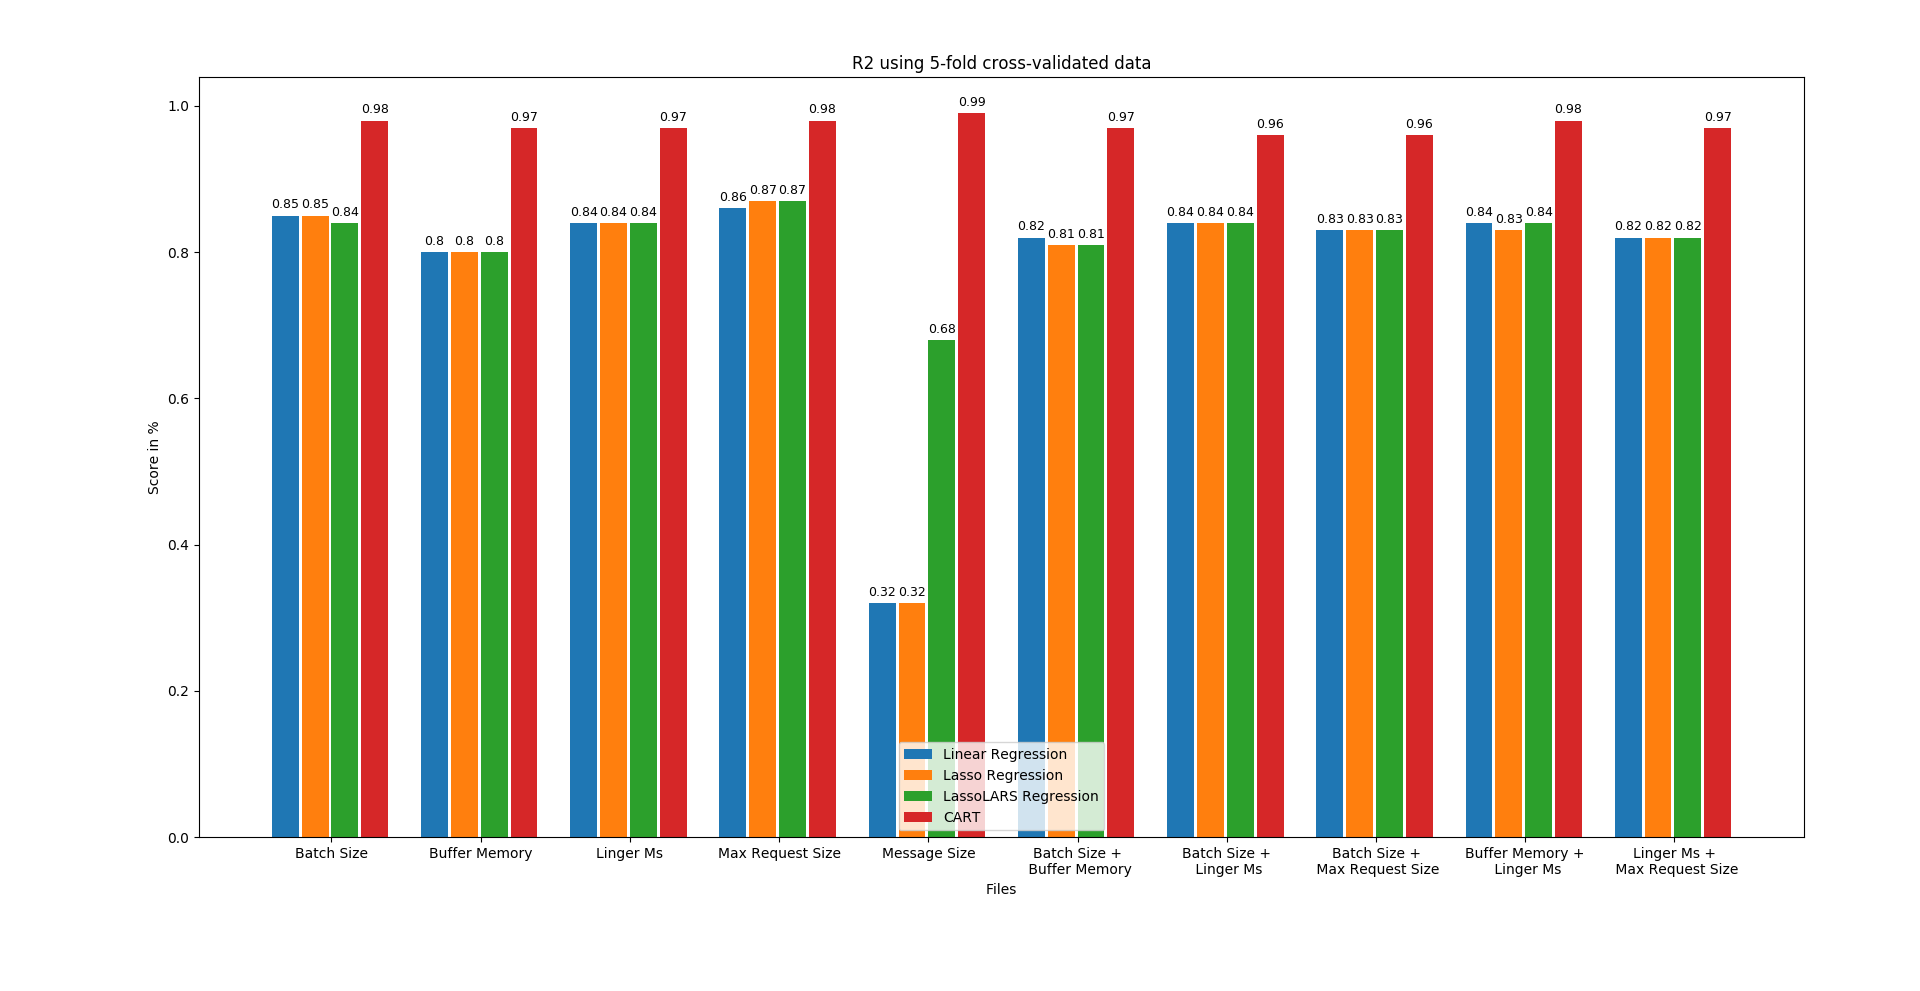 R2 using 5-fold cross-validated data
Score in %
1.0
0.8
0.6
0.4
0.2
0.0
0.85 0.85 0.84 0.98
0.8 0.8 0.8 0.97
0.84 0.84 0.84 0.97
0.86 0.87 0.87 0.98
0.32 0.32 0.68 0.99
0.82 0.81 0.81 0.97
0.84 0.84 0.84 0.96
0.83 0.83 0.83 0.96
0.84 0.83 0.84 0.98
0.82 0.82 0.82 0.97
Linear Regression
Lasso Regression
LassoLARS Regression
CART
Batch Size
Buffer Memory
Linger Ms
Max Request Size
Message Size
Batch Size +
Buffer Memory
Batch Size +
Linger Ms
Batch Size +
Max Request Size
Buffer Memory +
Linger Ms
Linger Ms +
Max Request Size
Files